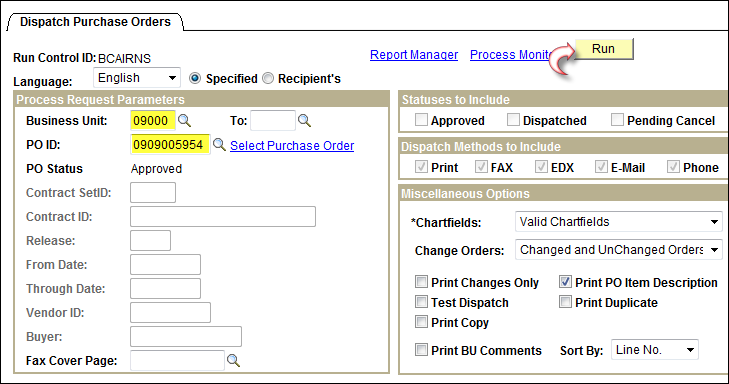 Dispatch Purchase Orders
Run Control ID: BCAIRNS
Report Manager Process Monito Run
Language: English Specified Recipient's
Process Request Parameters
Business Unit: 09000 To:
PO ID: 0909005954 Select Purchase Order
PO Status Approved
Contract SetID:
Contract ID:
Release:
From Date:
Through Date:
Vendor ID:
Buyer:
Fax Cover Page:
Statuses to Include
Approved Dispatched Pending Cancel
Dispatch Methods to Include
Print FAX EDX E-Mail Phone
Miscellaneous Options
*Chartfields: Valid Chartfields
Change Orders: Changed and UnChanged Orders
Print Changes Only Print PO Item Description
Test Dispatch Print Duplicate
Print Copy
Print BU Comments Sort By: Line No.